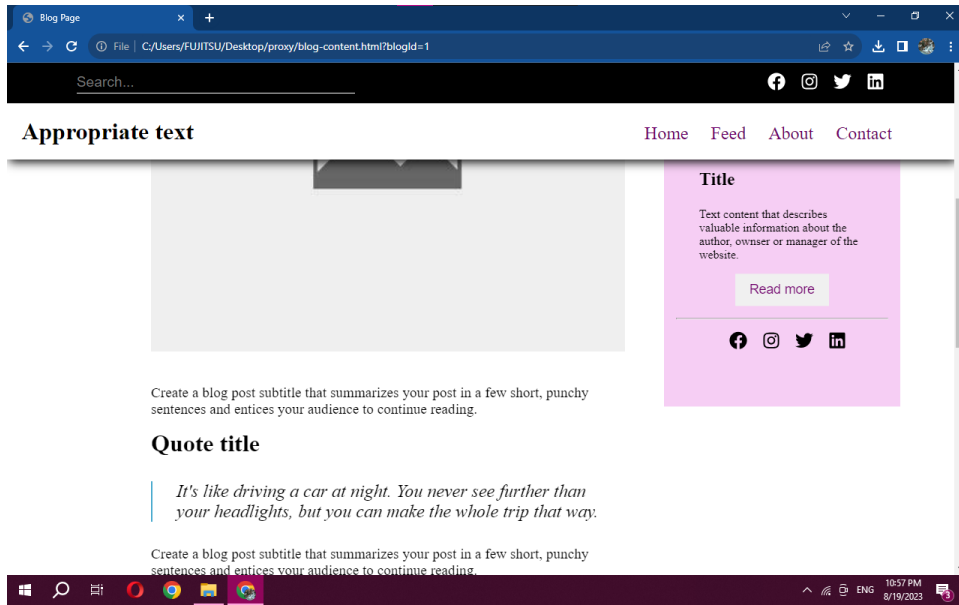 Blog Page
File
C:/Users/FUJITSU/Desktop/proxy/blog-content.html?blogId=1
Search...
Appropriate text
Home Feed About Contact
Title
Text content that describes
valuable information about the
author, ownser or manager of the
website.
Read more
Create a blog post subtitle that summarizes your post in a few short, punchy
sentences and entices your audience to continue reading.
Quote title
It's like driving a car at night. You never see further than
your headlights, but you can make the whole trip that way.
Create a blog post subtitle that summarizes your post in a few short, punchy
sentences and entices your audience to continue reading.
ENG
10:57 PM
8/19/2023
3